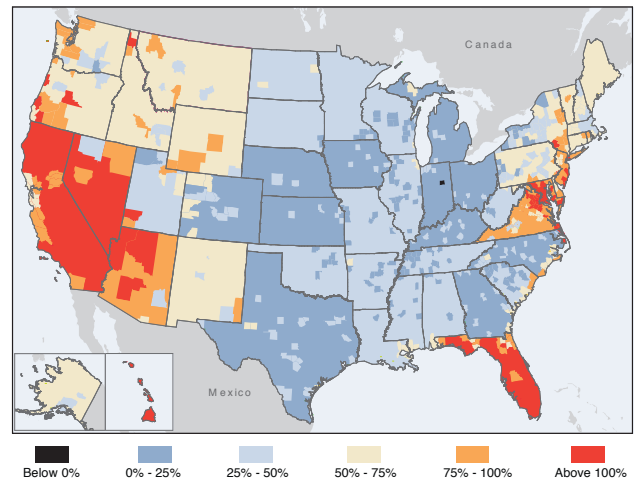 Canada
Mexico
Below 0%
0% - 25%
25% - 50%
50% - 75%
75% - 100%
Above 100%